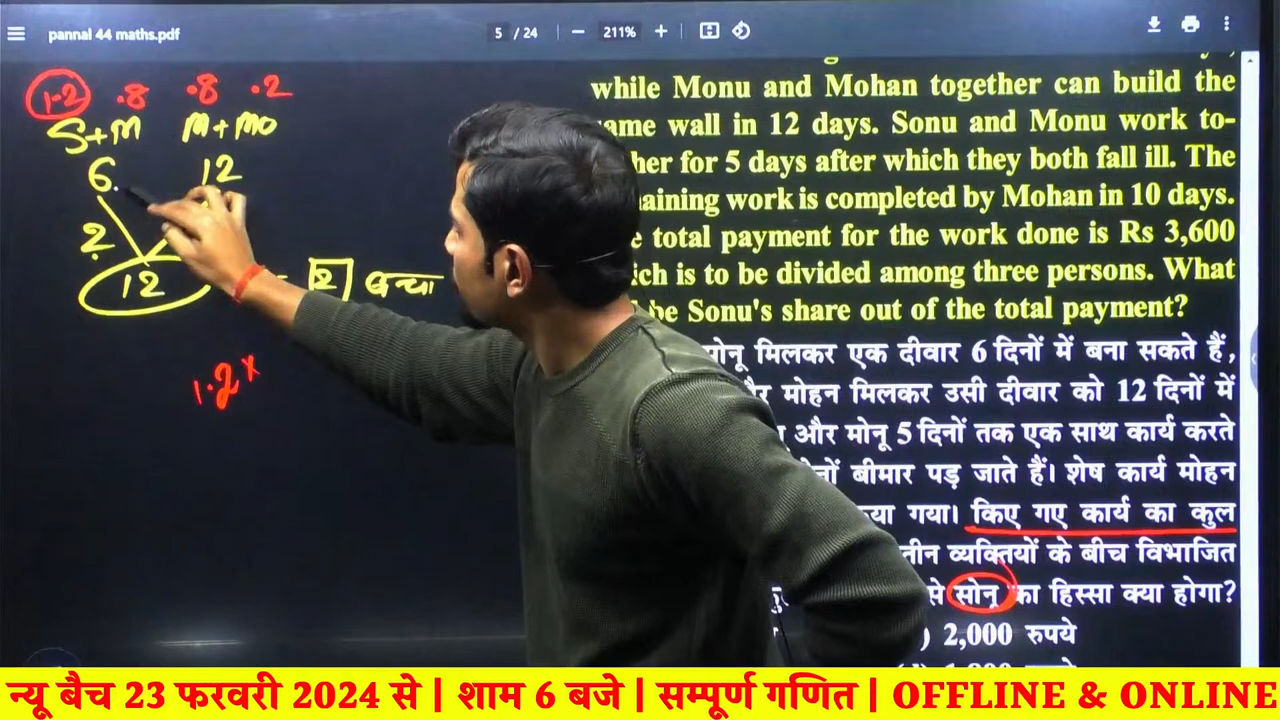 pannal 44 maths.pdf
5 / 24
211%
1.2 .8 .8 .2
S+M M+Mo
6 12
2
12
2 बचा
1.2×
while Monu and Mohan together can build the
wall in 12 days. Sonu and Monu work to-
for 5 days after which they both fall ill. The
work is completed by Mohan in 10 days.
total payment for the work done is Rs 3,600
is to be divided among three persons. What
be Sonu's share out of the total payment?
मिलकर एक दीवार 6 दिनों में बना सकते हैं,
मोहन मिलकर उसी दीवार को 12 दिनों में
और मोनू 5 दिनों तक एक साथ कार्य करते
बीमार पड़ जाते हैं। शेष कार्य मोहन
गया। किए गए कार्य का कुल
तीन व्यक्तियों के बीच विभाजित
से सोनू का हिस्सा क्या होगा?
2,000 रुपये
न्यू बैच 23 फरवरी 2024 से | शाम 6 बजे | सम्पूर्ण गणित | OFFLINE & ONLINE